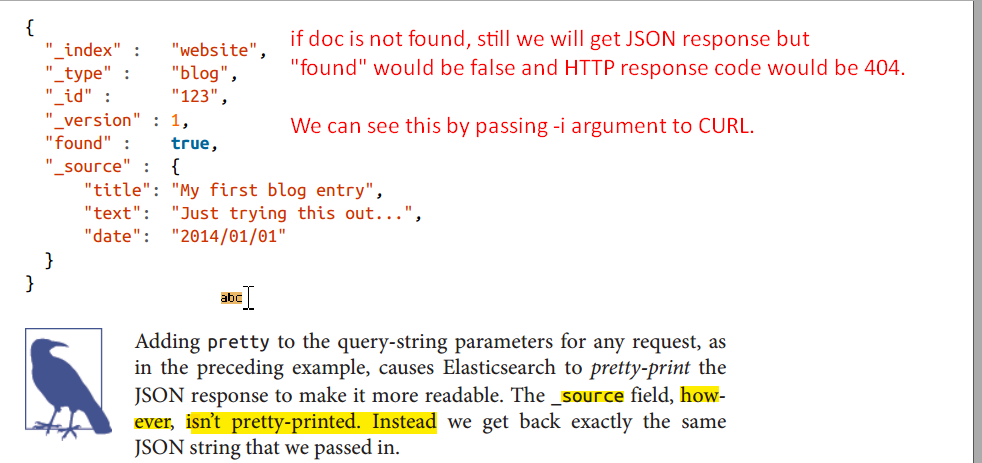 {
"_index" : "website",
if doc is not found, still we will get JSON response but
"_type" : "blog",
"found" would be false and HTTP response code would be 404.
"_id" : "123",
"_version" : 1,
We can see this by passing -i argument to CURL.
"found" : true,
"_source" : {
"title": "My first blog entry",
"text": "Just trying this out...",
"date": "2014/01/01"
}
}
abc
Adding pretty to the query-string parameters for any request, as
in the preceding example, causes Elasticsearch to pretty-print the
JSON response to make it more readable. The _source field, how-
ever, isn't pretty-printed. Instead we get back exactly the same
JSON string that we passed in.